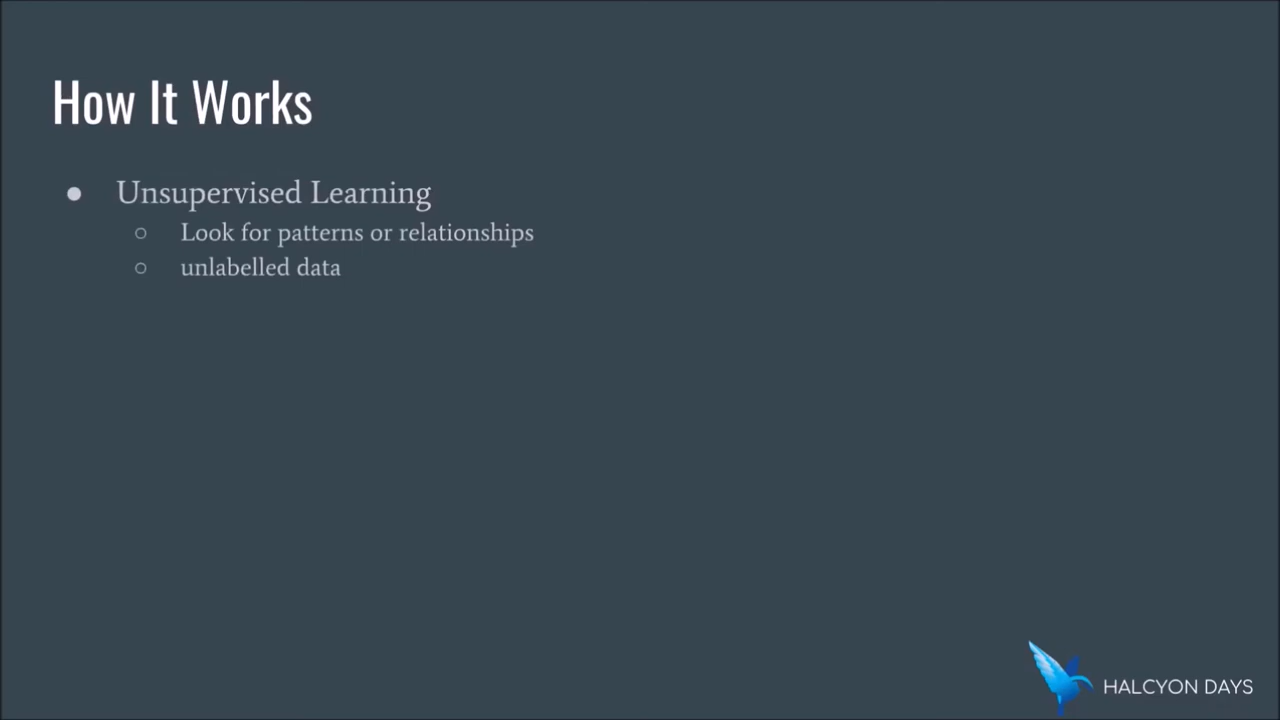 How It Works
● Unsupervised Learning
○ Look for patterns or relationships
○ unlabelled data
HALCYON DAYS